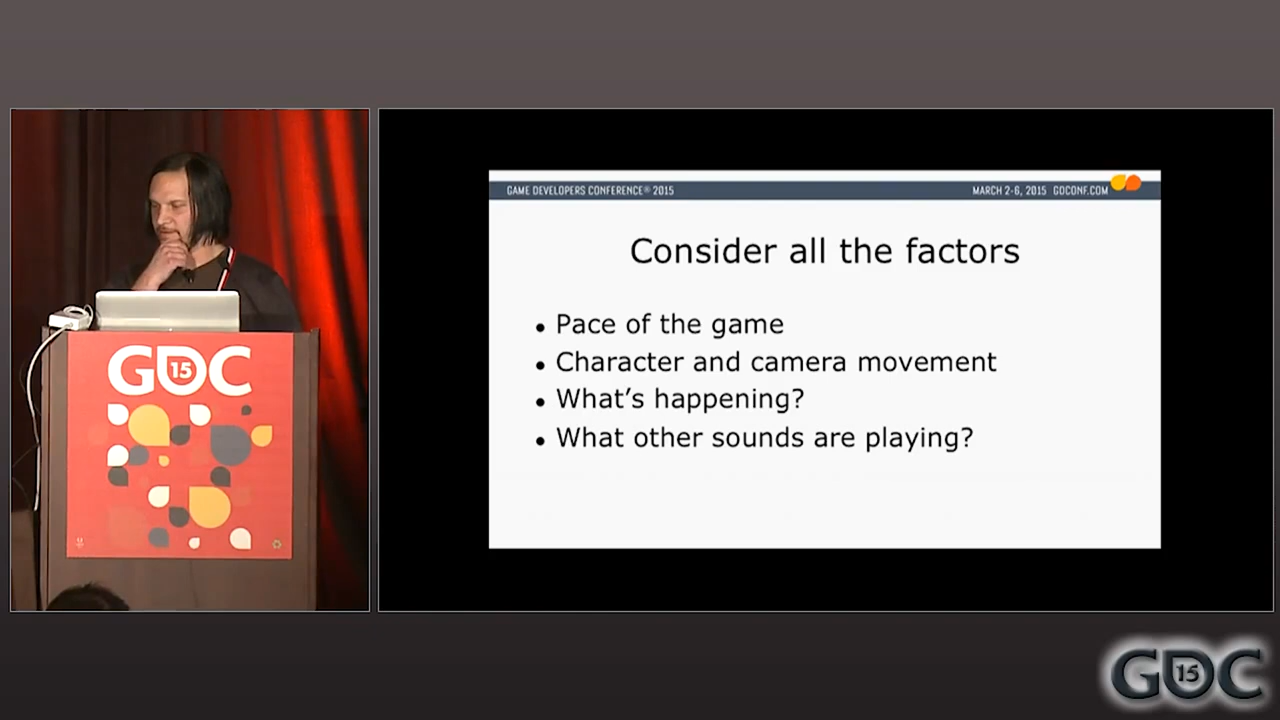 GAME DEVELOPERS CONFERENCE® 2015
MARCH 2-6, 2015 GDCONF.COM
Consider all the factors
• Pace of the game
• Character and camera movement
• What’s happening?
• What other sounds are playing?
GDC 15
GDC 15